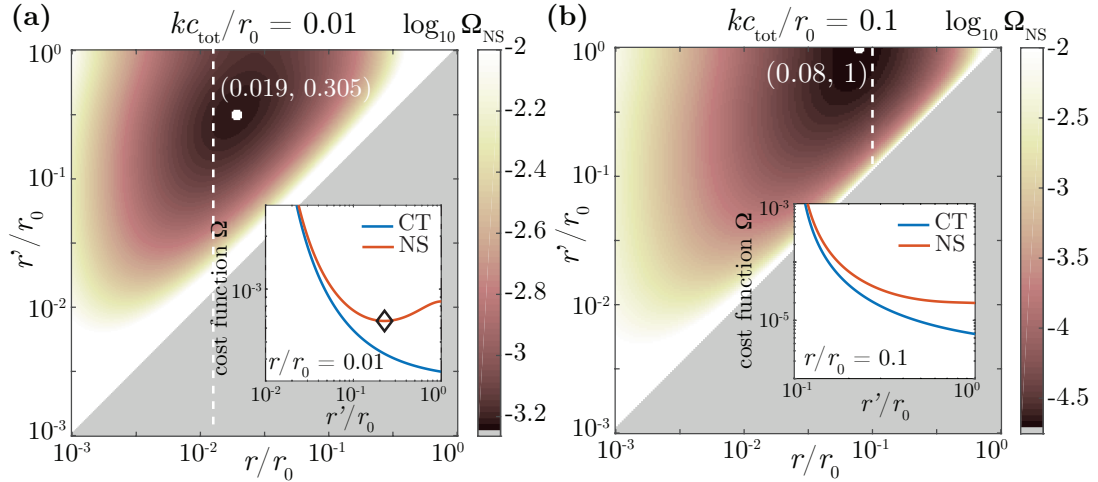 (a)
kc_tot/r_0 = 0.01
log_10 Ω_NS
10^0
10^-1
10^-2
10^-3
r'/r_0
(0.019, 0.305)
-2
-2.2
-2.4
-2.6
-2.8
-3
-3.2
cost function Ω
10^-3
CT
NS
r/r_0 = 0.01
10^-2
10^-1
10^0
r'/r_0
10^-3
10^-2
10^-1
10^0
r/r_0
(b)
kc_tot/r_0 = 0.1
log_10 Ω_NS
10^0
10^-1
10^-2
10^-3
r'/r_0
(0.08, 1)
-2
-2.5
-3
-3.5
-4
-4.5
cost function Ω
10^-3
10^-5
CT
NS
r/r_0 = 0.1
10^-1
10^0
r'/r_0
10^-3
10^-2
10^-1
10^0
r/r_0